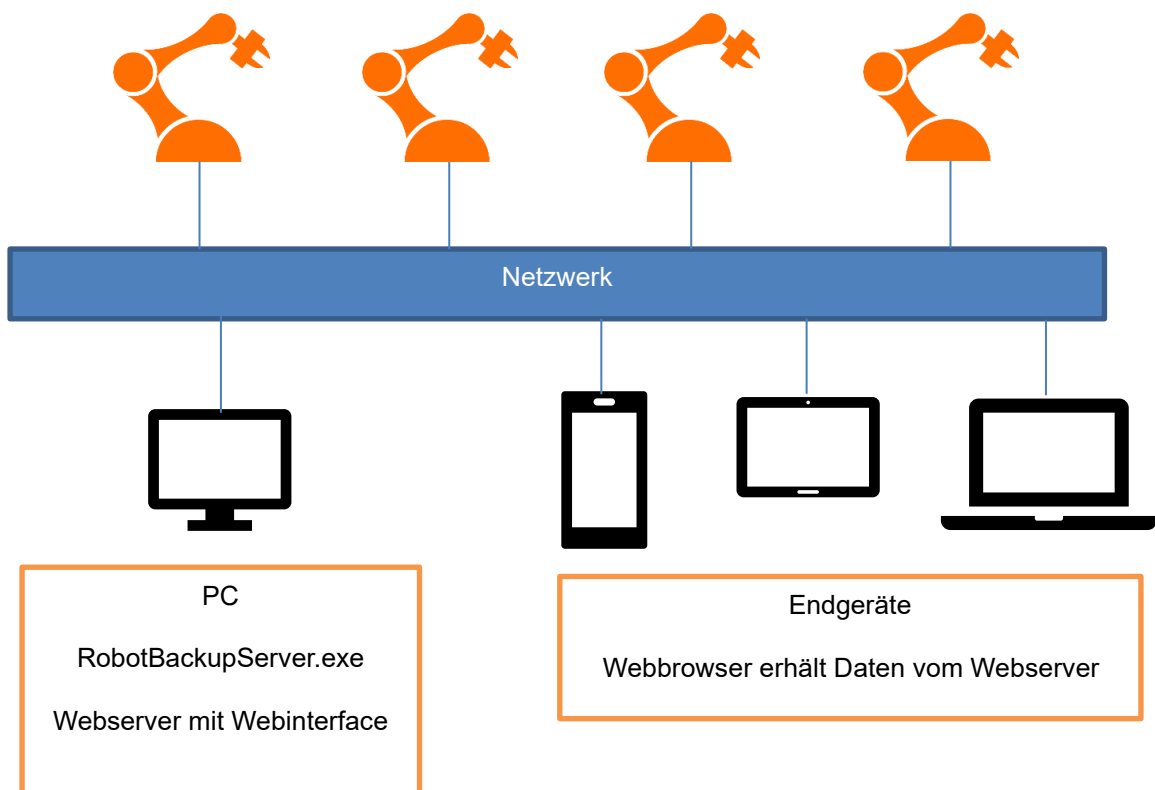 Netzwerk
PC
RobotBackupServer.exe
Webserver mit Webinterface
Endgeräte
Webbrowser erhält Daten vom Webserver